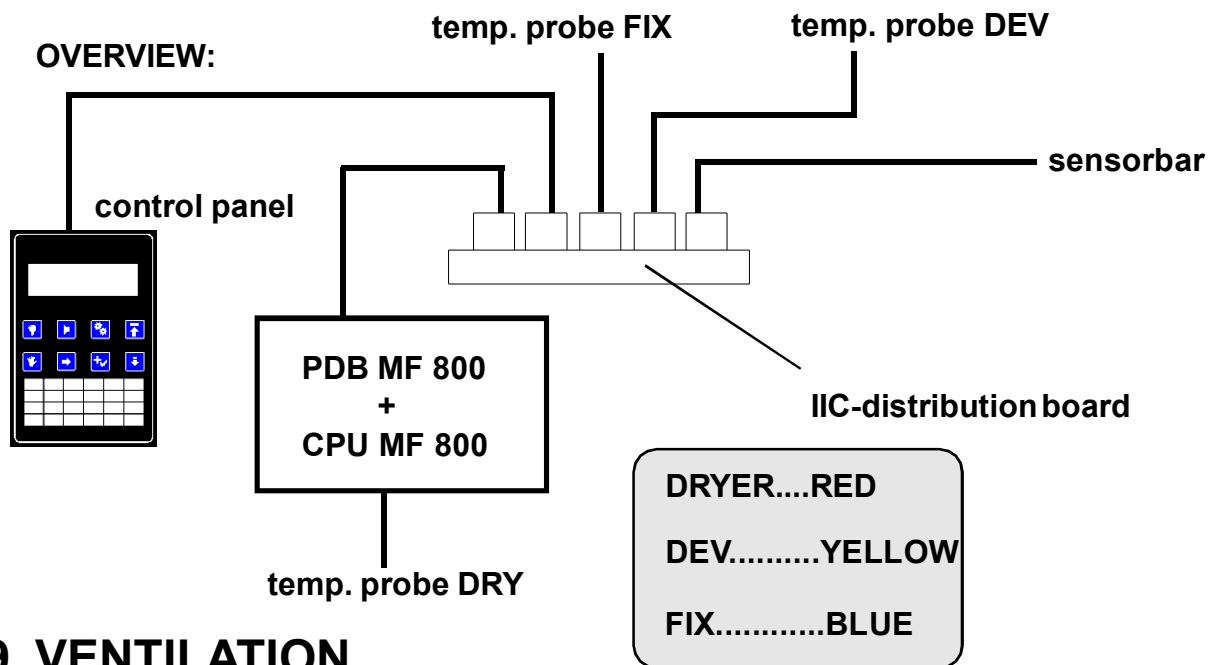 temp. probe FIX
temp. probe DEV
OVERVIEW:
sensorbar
control panel
PDB MF 800
+
CPU MF 800
IIC-distribution board
DRYER....RED
DEV..........YELLOW
FIX............BLUE
temp. probe DRY
9 VENTILATION